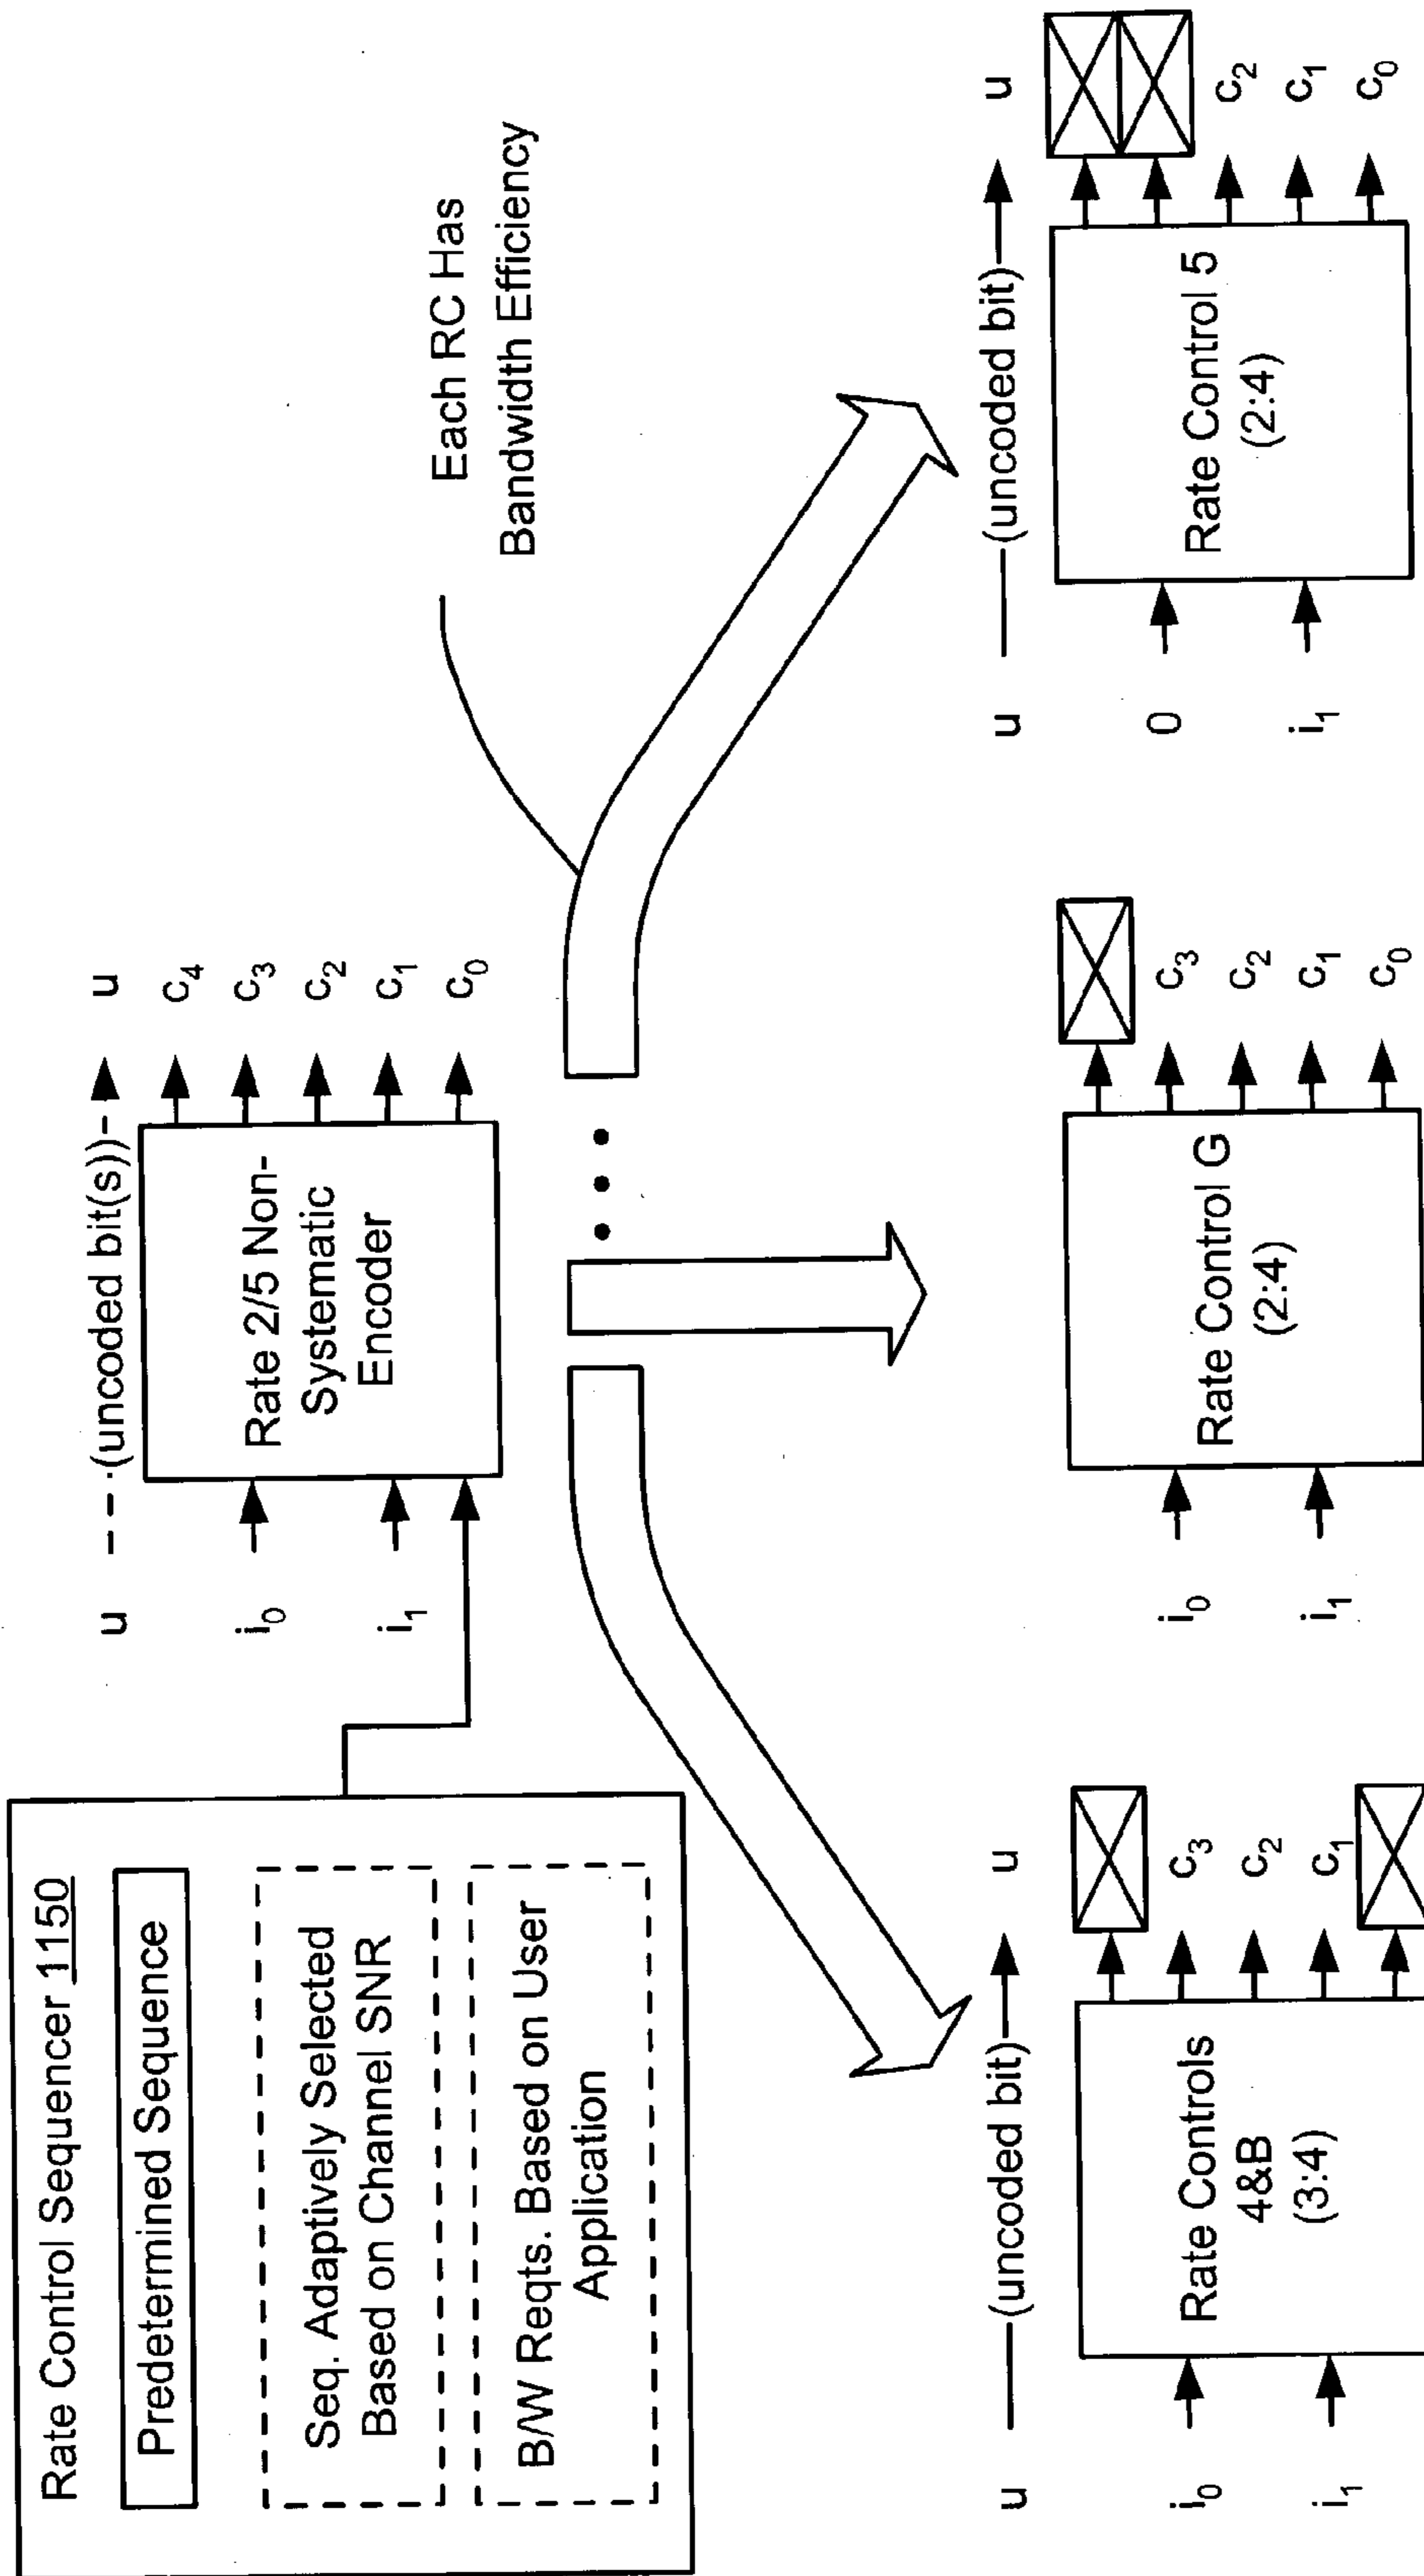 Rate Control Sequencer 1150
Predetermined Sequence
Seq. Adaptively Selected
Based on Channel SNR
B/W Reqts. Based on User
Application
u
(uncoded bit(s))
u
i₀
i₁
Rate 2/5 Non-
Systematic
Encoder
c₄
c₃
c₂
c₁
c₀
Each RC Has
Bandwidth Efficiency
u
(uncoded bit)
u
i₀
i₁
Rate Controls
4&B
(3:4)
c₃
c₂
c₁
i₀
i₁
Rate Control G
(2:4)
c₃
c₂
c₁
c₀
u
(uncoded bit)
u
0
i₁
Rate Control 5
(2:4)
c₂
c₁
c₀